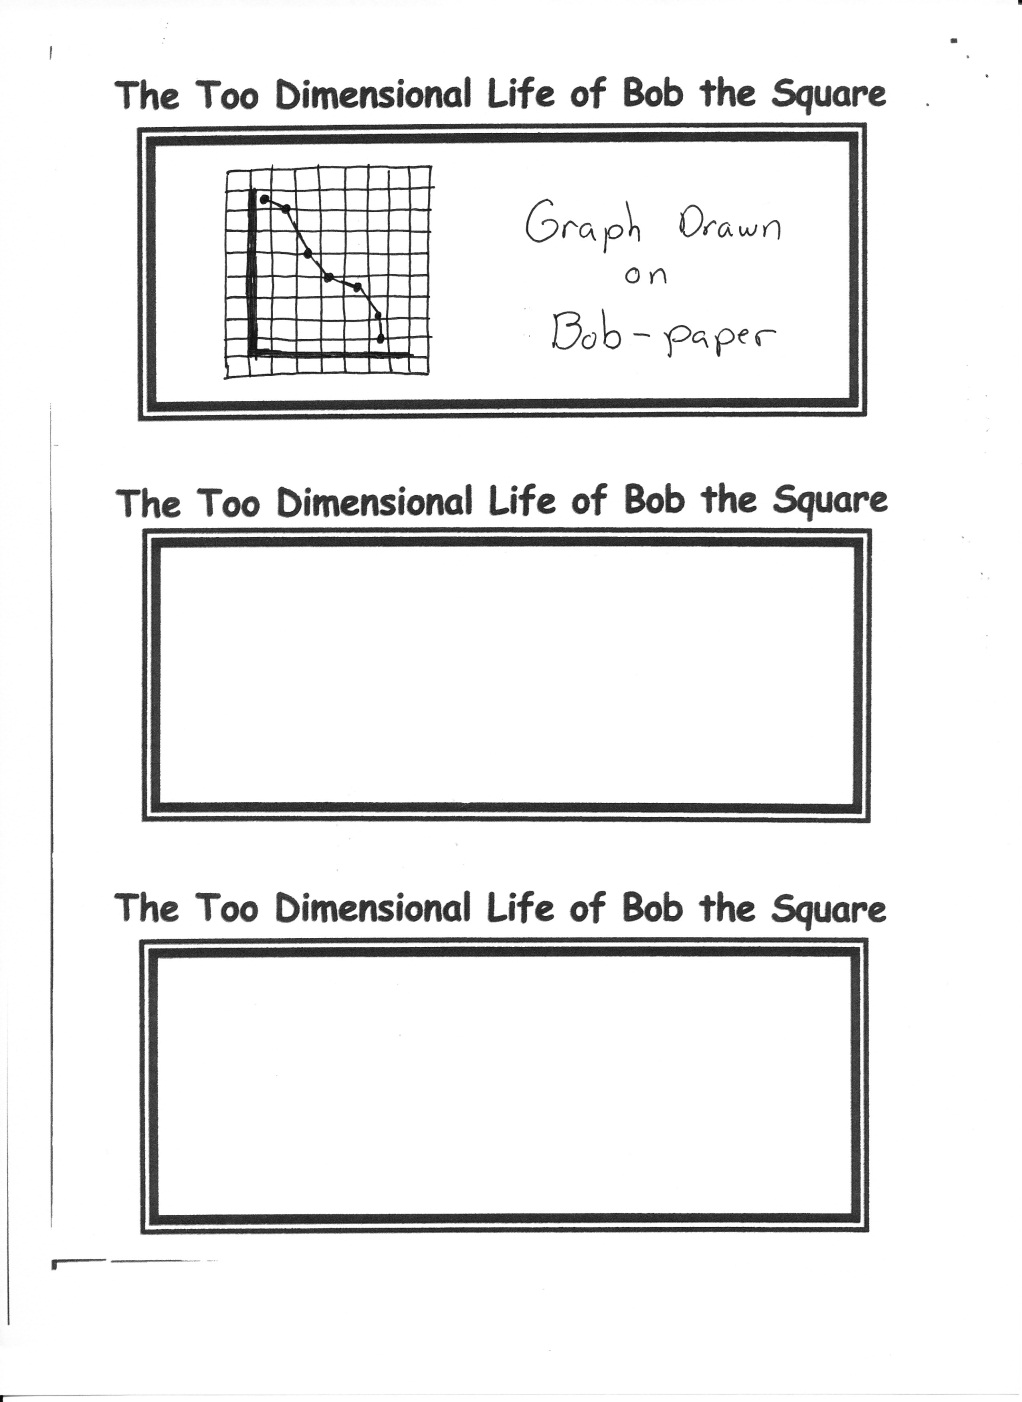 The Too Dimensional Life of Bob the Square
Graph Drawn
on
Bob-paper
The Too Dimensional Life of Bob the Square
The Too Dimensional Life of Bob the Square